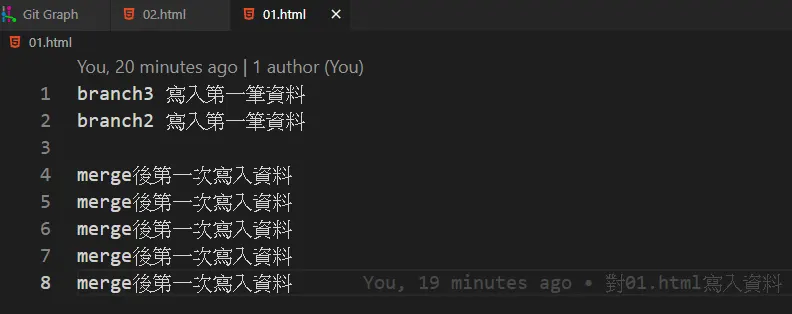 Git Graph 02.html 01.html
01.html
You, 20 minutes ago | 1 author (You)
1 branch3 寫入第一筆資料
2 branch2 寫入第一筆資料
3
4 merge後第一次寫入資料
5 merge後第一次寫入資料
6 merge後第一次寫入資料
7 merge後第一次寫入資料
8 merge後第一次寫入資料 You, 19 minutes ago • 對01.html寫入資料